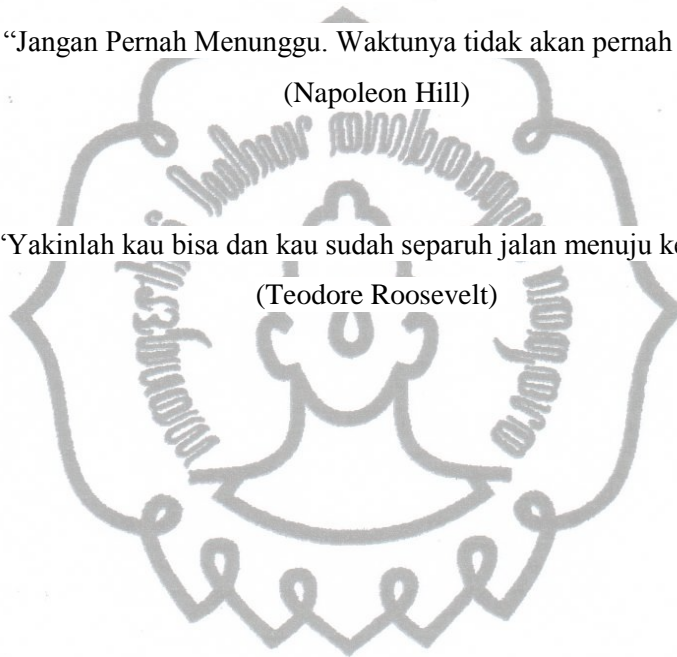 “Jangan Pernah Menunggu. Waktunya tidak akan pernah
(Napoleon Hill)
“Yakinlah kau bisa dan kau sudah separuh jalan menuju
(Teodore Roosevelt)